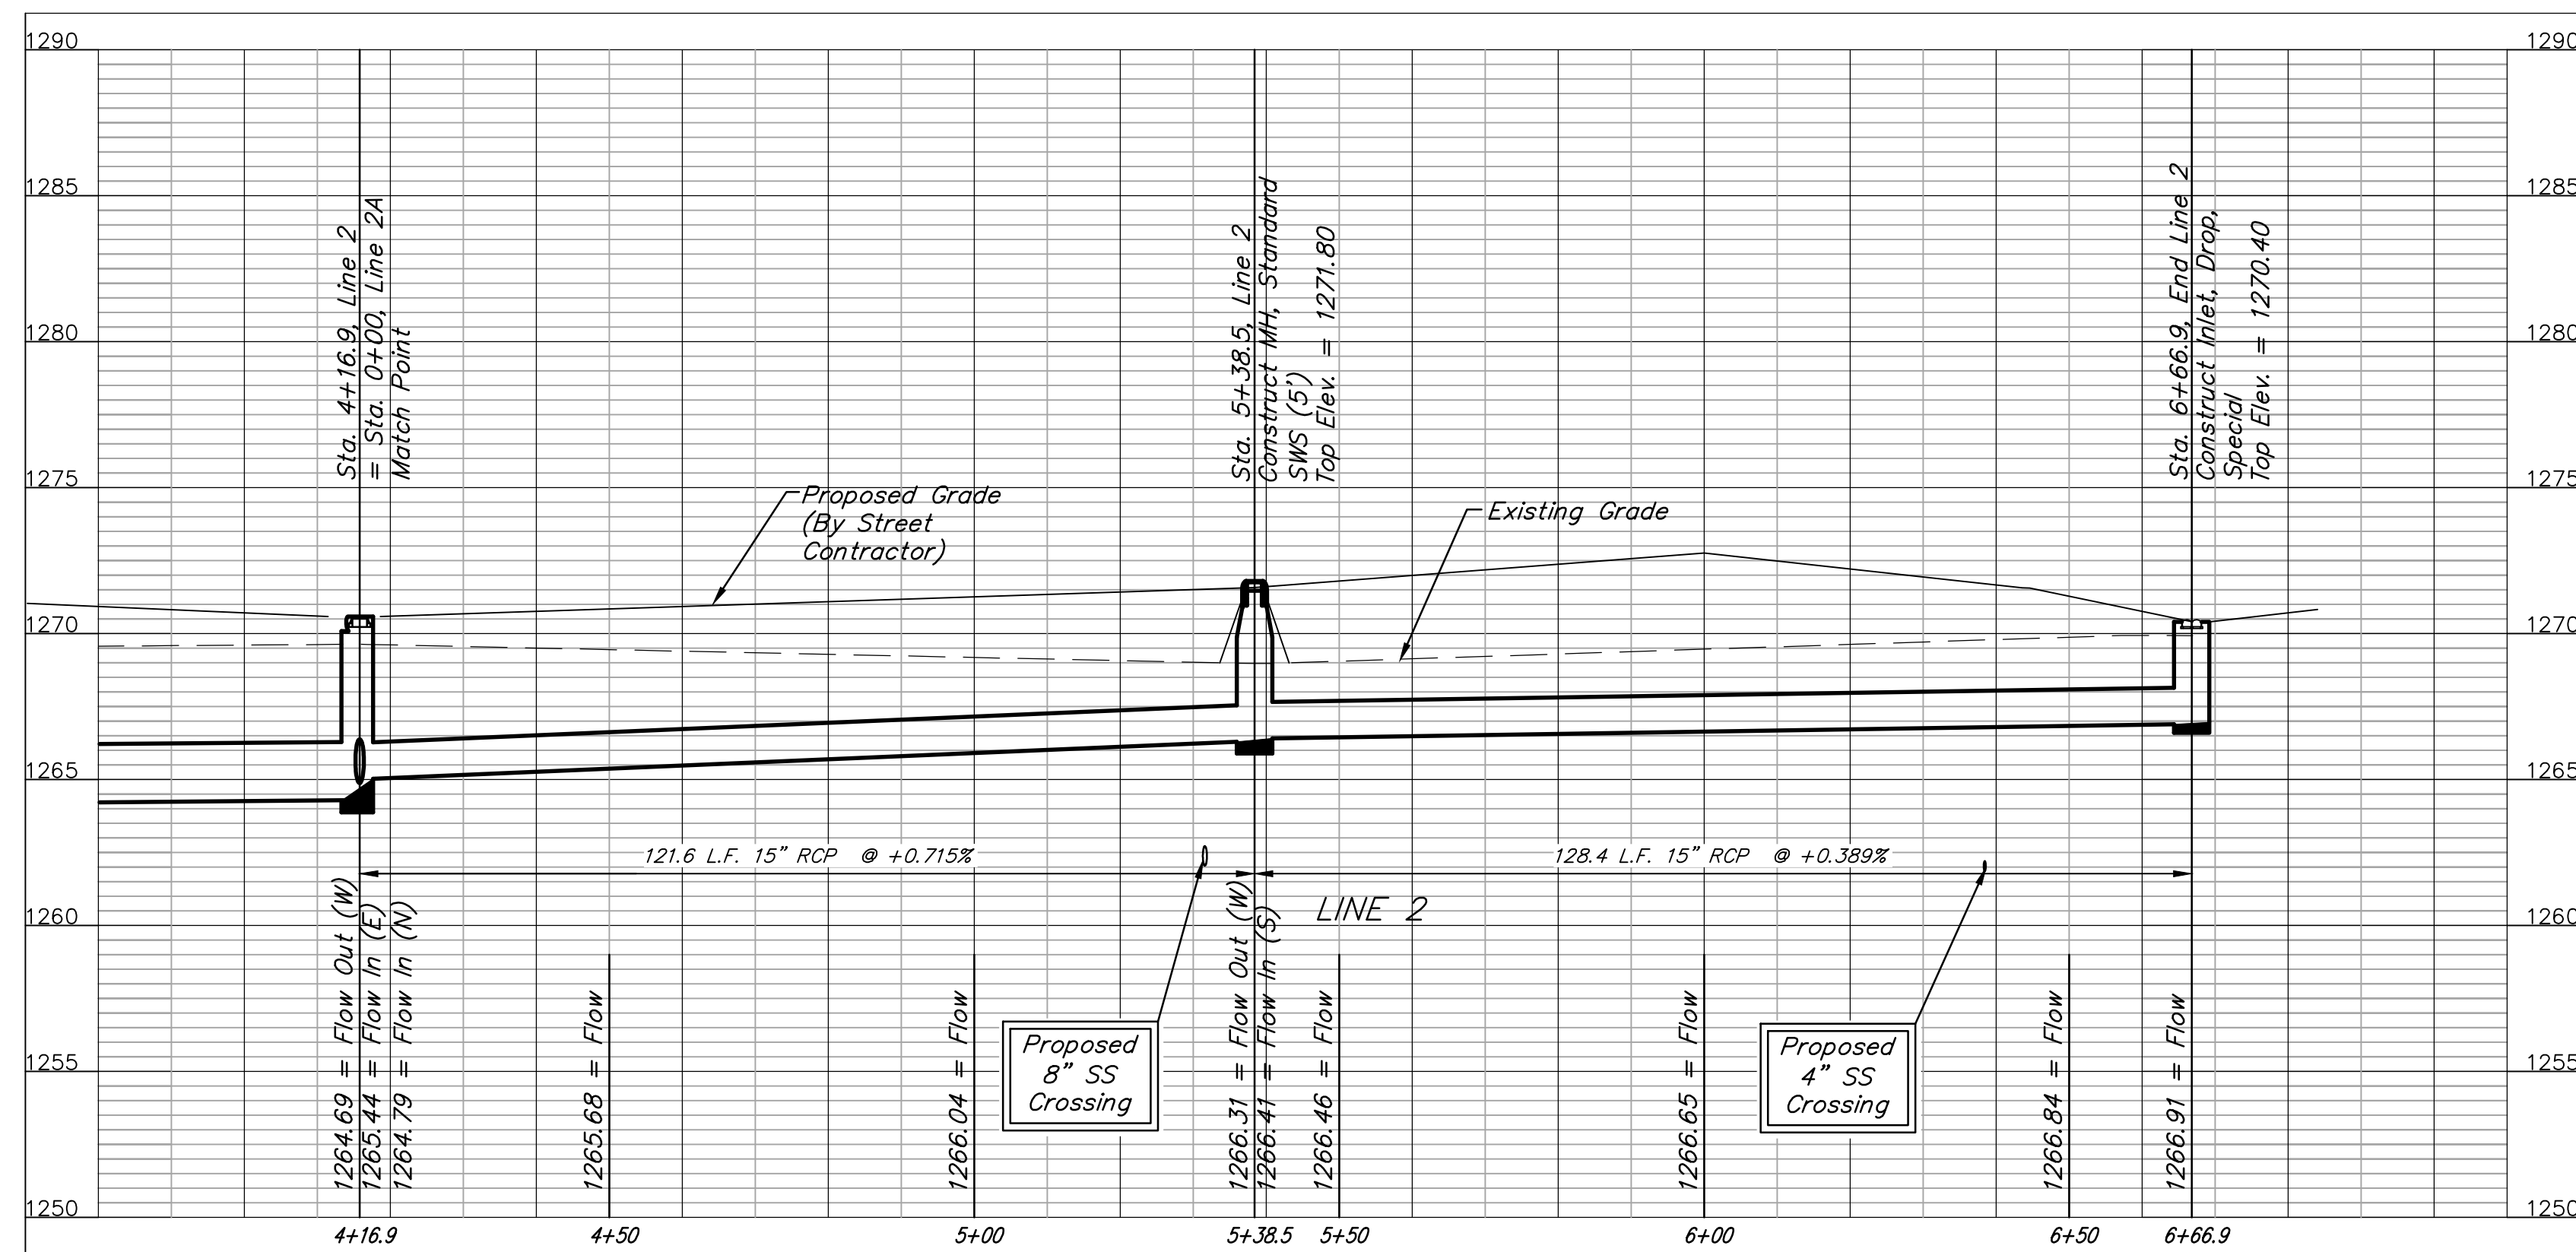 1290
1290
1285
1285
1280
1280
1275
1275
1270
1270
1265
1265
1260
1260
1255
1255
1250
1250
Sta. 4+16.9, Line 2
= Sta. 0+00, Line 2A
Match Point
Sta. 5+38.5, Line 2
Construct MH, Standard
SWS (5')
Top Elev. = 1271.80
Sta. 6+66.9, End Line 2
Construct Inlet, Drop,
Special
Top Elev. = 1270.40
Proposed Grade
(By Street
Contractor)
Existing Grade
121.6 L.F. 15" RCP @ +0.715%
128.4 L.F. 15" RCP @ +0.389%
LINE 2
1264.69 = Flow Out (W)
1265.44 = Flow In (E)
1264.79 = Flow In (N)
1265.68 = Flow
1266.04 = Flow
Proposed
8" SS
Crossing
1266.31 = Flow Out (W)
1266.41 = Flow In (S)
1266.46 = Flow
1266.65 = Flow
Proposed
4" SS
Crossing
1266.84 = Flow
1266.91 = Flow
4+16.9
4+50
5+00
5+38.5
5+50
6+00
6+50
6+66.9